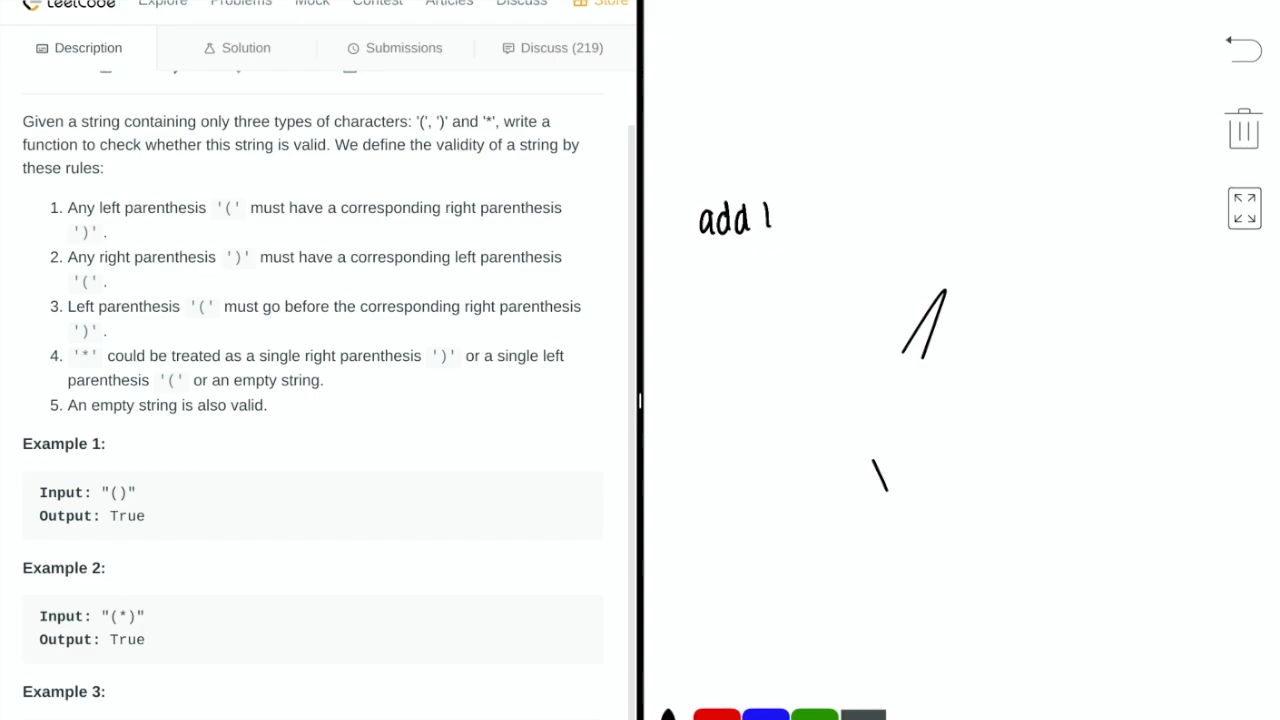 LeetCode Explore Problems Mock Contest Articles Discuss Store
Description Solution Submissions Discuss (219)
Given a string containing only three types of characters: '(', ')' and '*', write a
function to check whether this string is valid. We define the validity of a string by
these rules:
1. Any left parenthesis '(' must have a corresponding right parenthesis
')'.
2. Any right parenthesis ')' must have a corresponding left parenthesis
'('.
3. Left parenthesis '(' must go before the corresponding right parenthesis
')'.
4. '*' could be treated as a single right parenthesis ')' or a single left
parenthesis '(' or an empty string.
5. An empty string is also valid.
Example 1:
Input: "()"
Output: True
Example 2:
Input: "(*)"
Output: True
Example 3:
add 1